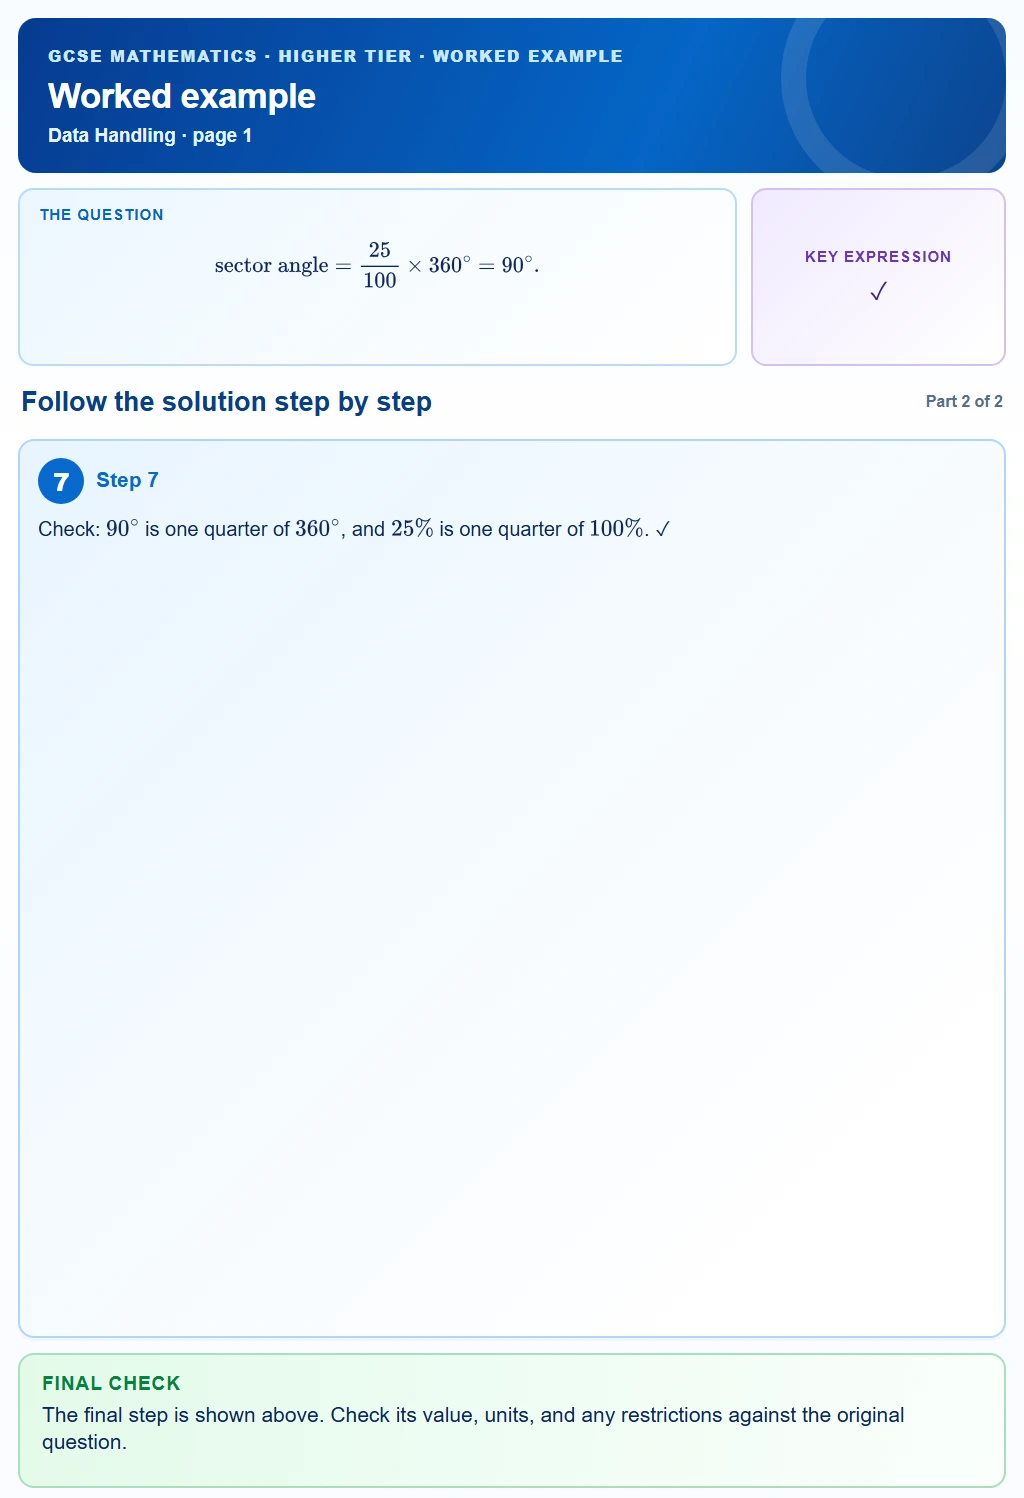 GCSE MATHEMATICS · HIGHER TIER · WORKED EXAMPLE
Worked example
Data Handling · page 1
THE QUESTION
sector angle = 25/100 × 360° = 90°.
KEY EXPRESSION
✓
Follow the solution step by step
Part 2 of 2
7 Step 7
Check: 90° is one quarter of 360°, and 25% is one quarter of 100%. ✓
FINAL CHECK
The final step is shown above. Check its value, units, and any restrictions against the original
question.